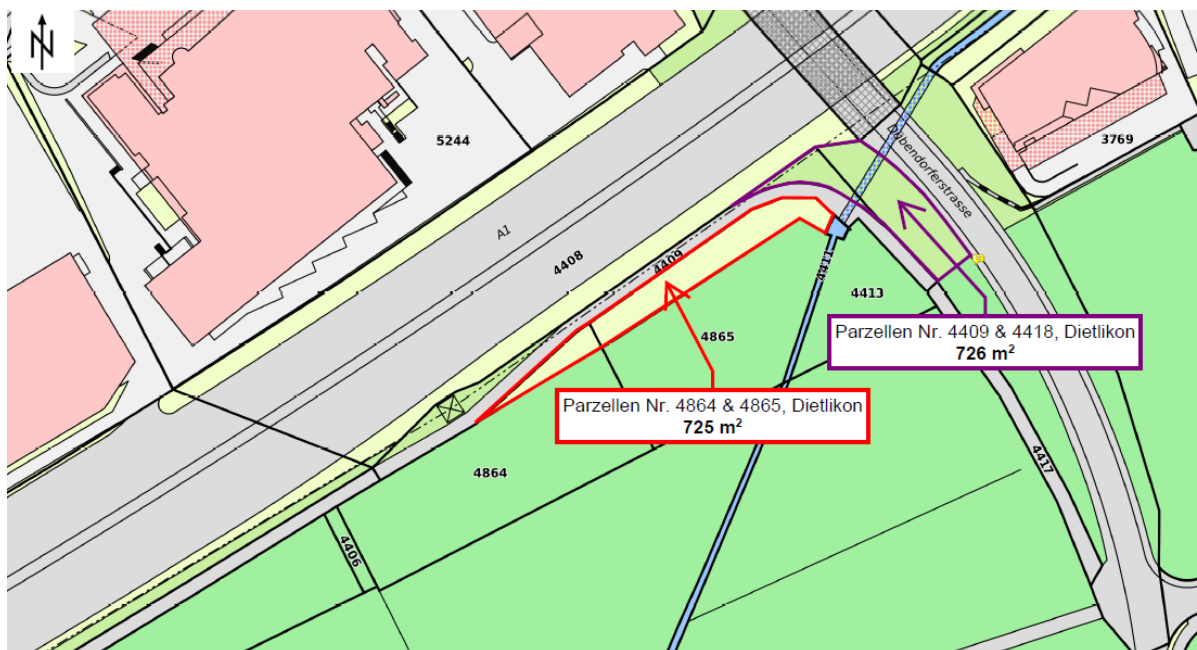 N
5244
3769
Dübendorferstrasse
A1
4408
4409
4411
4413
4865
Parzellen Nr. 4409 & 4418, Dietlikon
726 m²
Parzellen Nr. 4864 & 4865, Dietlikon
725 m²
4864
4417
4406